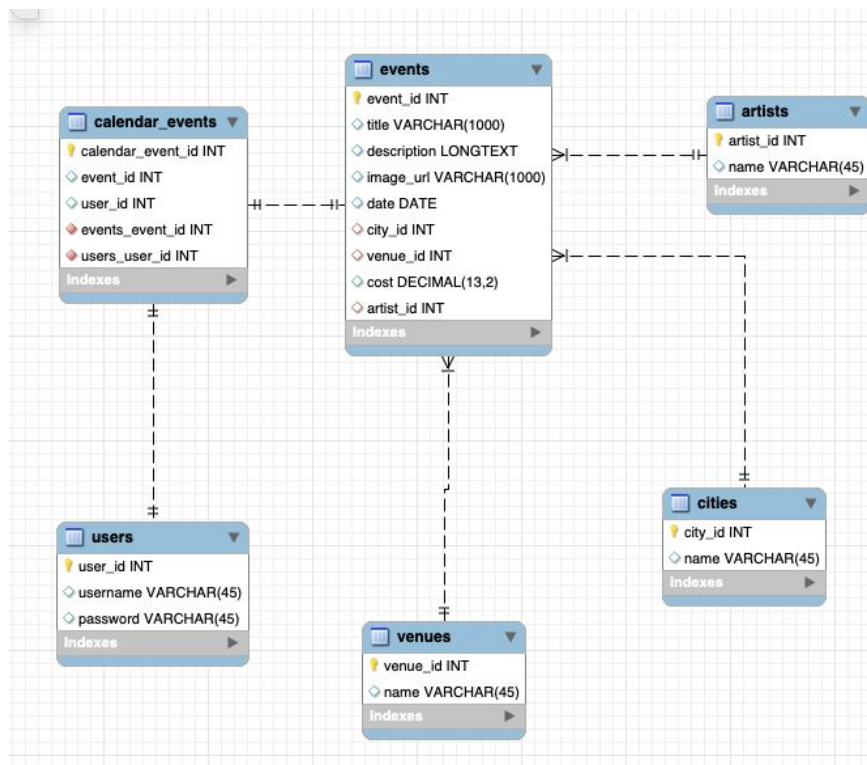 events
event_id INT
title VARCHAR(1000)
description LONGTEXT
image_url VARCHAR(1000)
date DATE
city_id INT
venue_id INT
cost DECIMAL(13,2)
artist_id INT
Indexes
calendar_events
calendar_event_id INT
event_id INT
user_id INT
events_event_id INT
users_user_id INT
Indexes
artists
artist_id INT
name VARCHAR(45)
Indexes
cities
city_id INT
name VARCHAR(45)
Indexes
users
user_id INT
username VARCHAR(45)
password VARCHAR(45)
Indexes
venues
venue_id INT
name VARCHAR(45)
Indexes